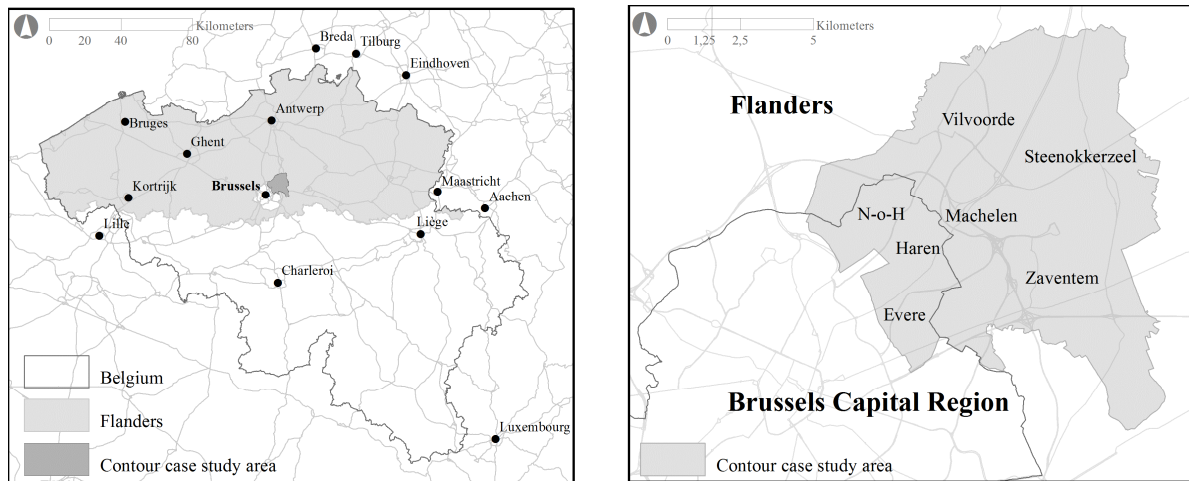 Kilometers
0 20 40 80
Breda
Tilburg
Eindhoven
Antwerp
Bruges
Ghent
Kortrijk
Brussels
Maastricht
Aachen
Lille
Liège
Charleroi
Luxembourg
Belgium
Flanders
Contour case study area
Kilometers
0 1,25 2,5 5
Flanders
Vilvoorde
Steenokkerzeel
N-o-H
Machelen
Haren
Zaventem
Evere
Brussels Capital Region
Contour case study area